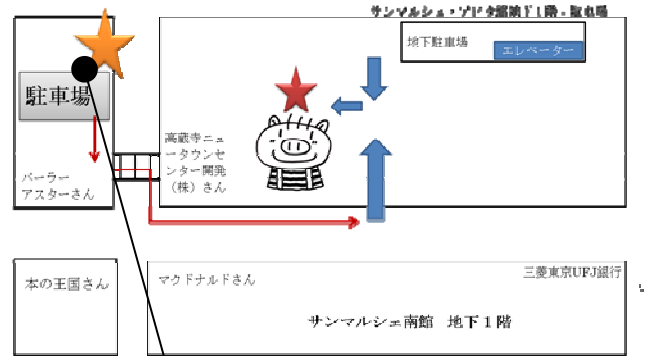 サンマルシェ・アピタ館地下1階・駐車場
地下駐車場
エレベーター
駐車場
高蔵寺ニュ
ータウンセ
ンター開発
（株）さん
パーラー
アスターさん
本の王国さん
マクドナルドさん
三菱東京UFJ銀行
サンマルシェ南館 地下1階